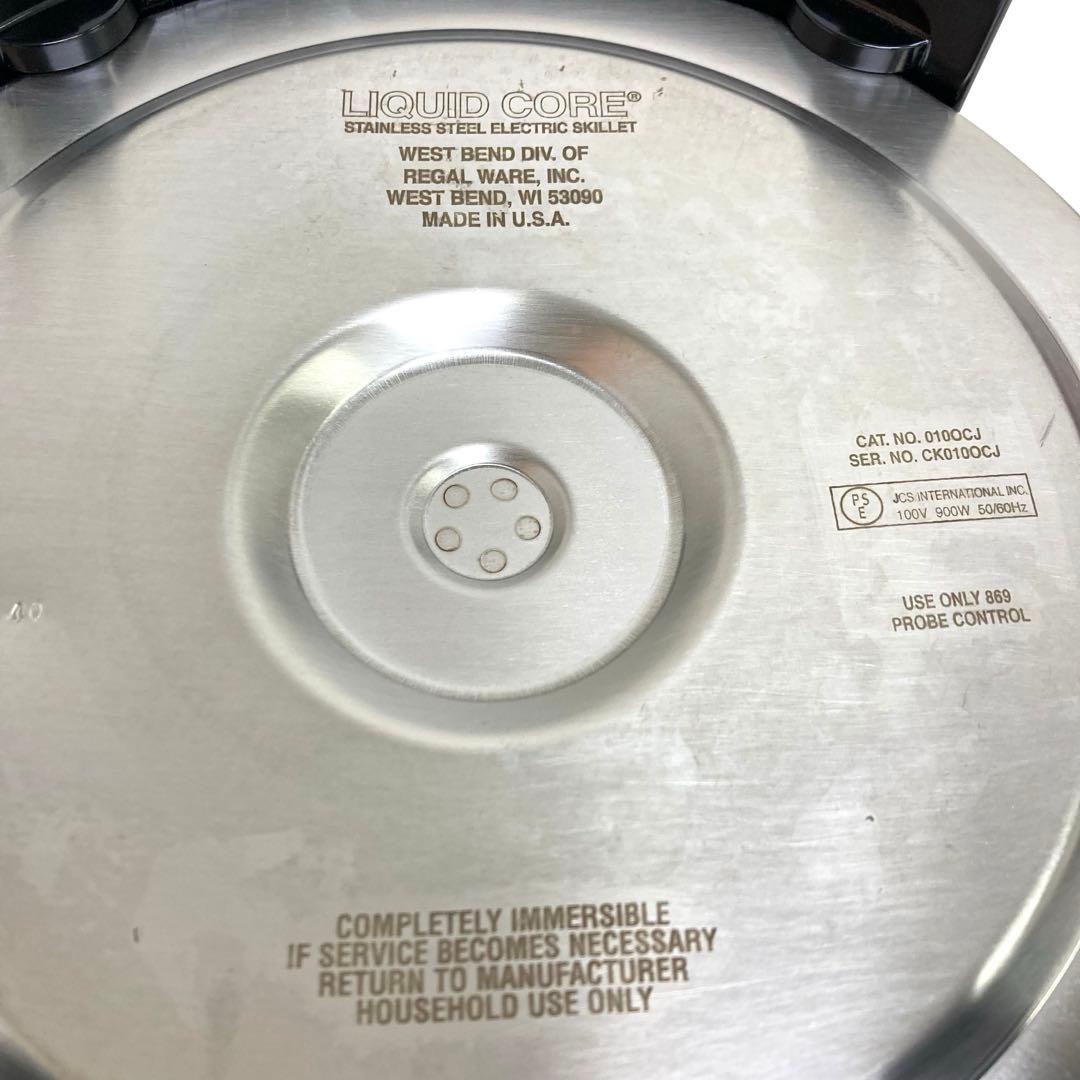 LIQUID CORE®
STAINLESS STEEL ELECTRIC SKILLET
WEST BEND DIV. OF
REGAL WARE, INC.
WEST BEND, WI 53090
MADE IN U.S.A.
CAT. NO. 010OCJ
SER. NO. CK010OCJ
PS
E
JCS INTERNATIONAL INC.
100V 900W 50/60Hz
USE ONLY 869
PROBE CONTROL
40
COMPLETELY IMMERSIBLE
IF SERVICE BECOMES NECESSARY
RETURN TO MANUFACTURER
HOUSEHOLD USE ONLY